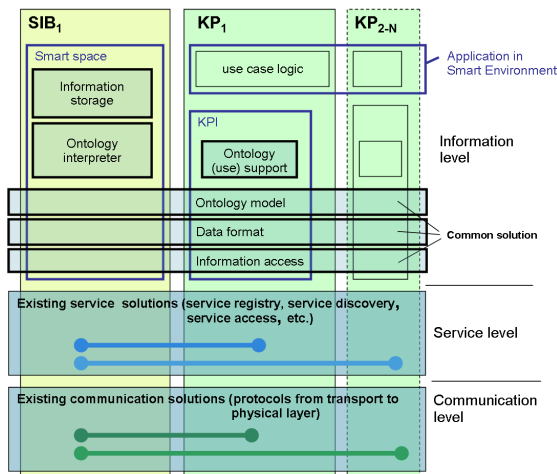 SIB1
KP1
KP2-N
Smart space
Application in
Smart Environment
Information
storage
use case logic
KPI
Ontology
interpreter
Ontology
(use) support
Information
level
Ontology model
Data format
Common solution
Information access
Existing service solutions (service registry, service discovery,
service access, etc.)
Service level
Existing communication solutions (protocols from transport to
physical layer)
Communication
level